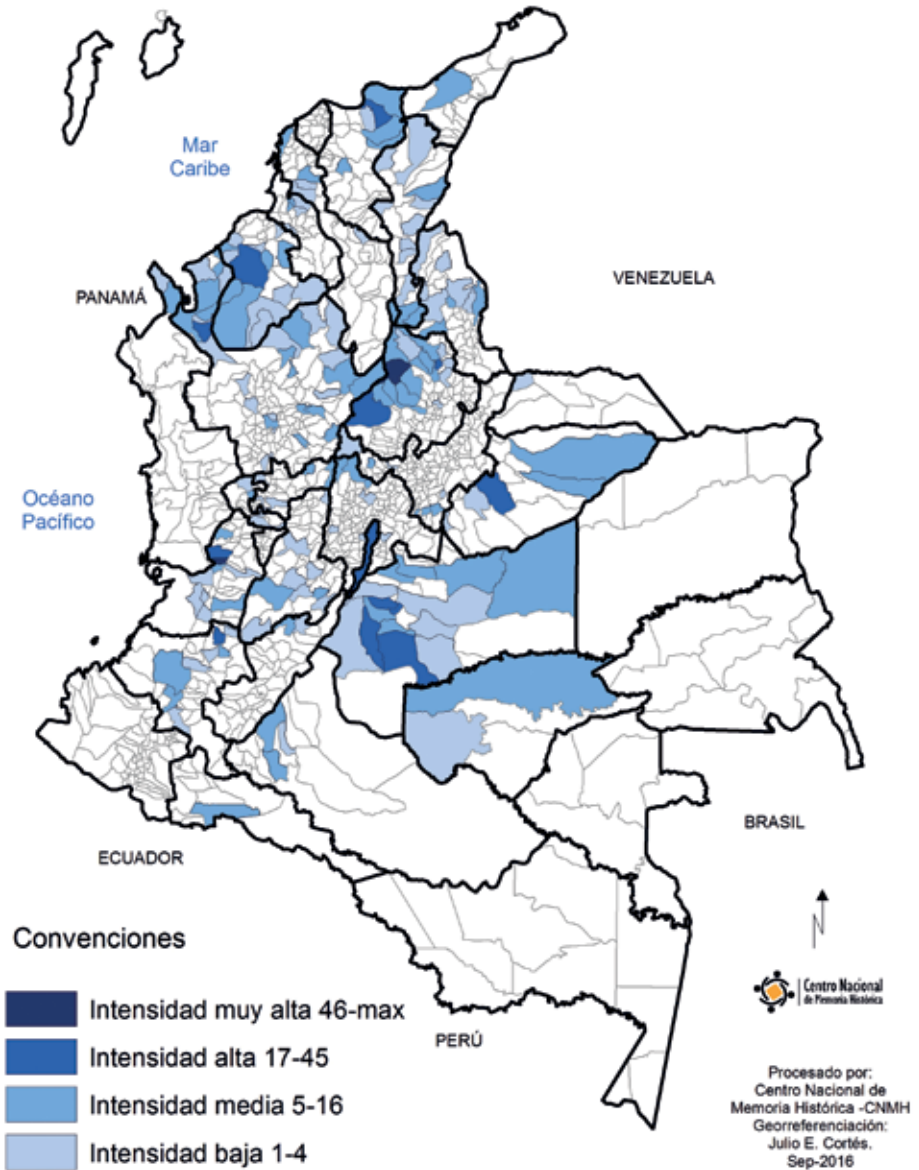 Mar
Caribe
PANAMÁ
VENEZUELA
Océano
Pacífico
ECUADOR
BRASIL
PERÚ
Convenciones
Intensidad muy alta 46-max
Intensidad alta 17-45
Intensidad media 5-16
Intensidad baja 1-4
N
Centro Nacional
de Memoria Histórica
Procesado por:
Centro Nacional de
Memoria Histórica -CNMH
Georreferenciación:
Julio E. Cortés.
Sep-2016